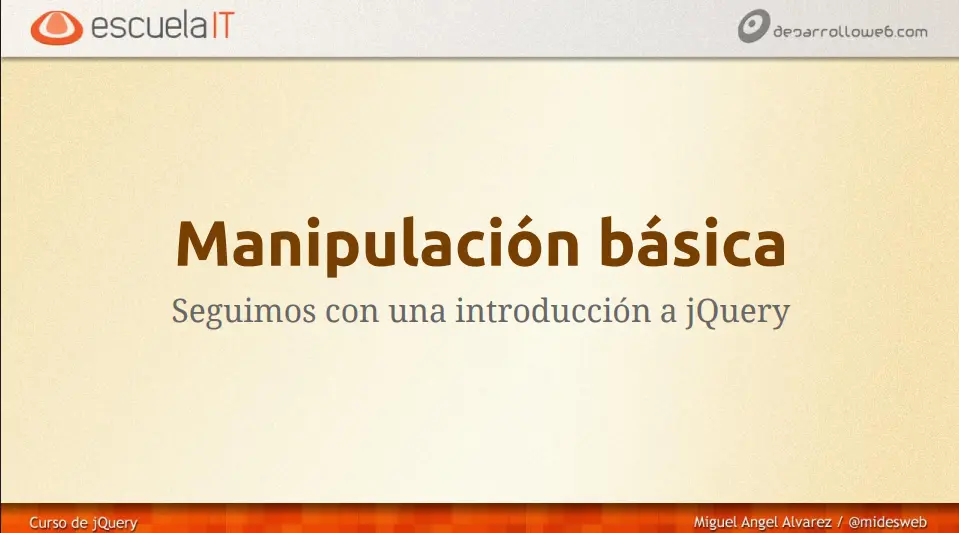 escuelaIT
desarrolloweb.com
Manipulación básica
Seguimos con una introducción a jQuery
Curso de jQuery
Miguel Angel Alvarez / @midesweb